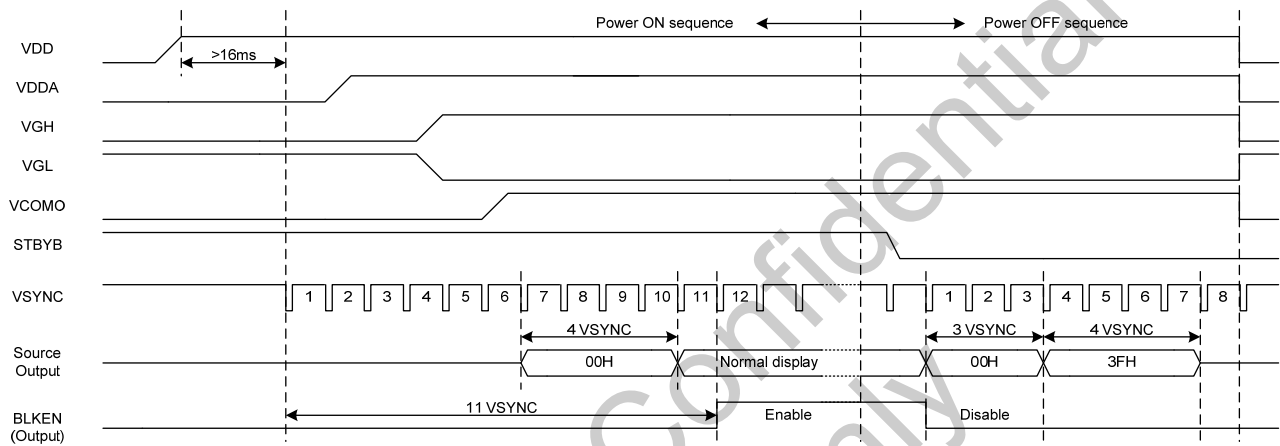 Power ON sequence
Power OFF sequence
VDD
>16ms
VDDA
VGH
VGL
VCOMO
STBYB
VSYNC
1 2 3 4 5 6 7 8 9 10 11 12 1 2 3 4 5 6 7 8
4 VSYNC
3 VSYNC
4 VSYNC
Source
Output
00H
Normal display
00H
3FH
11 VSYNC
Enable
Disable
BLKEN
(Output)
Confidential
only